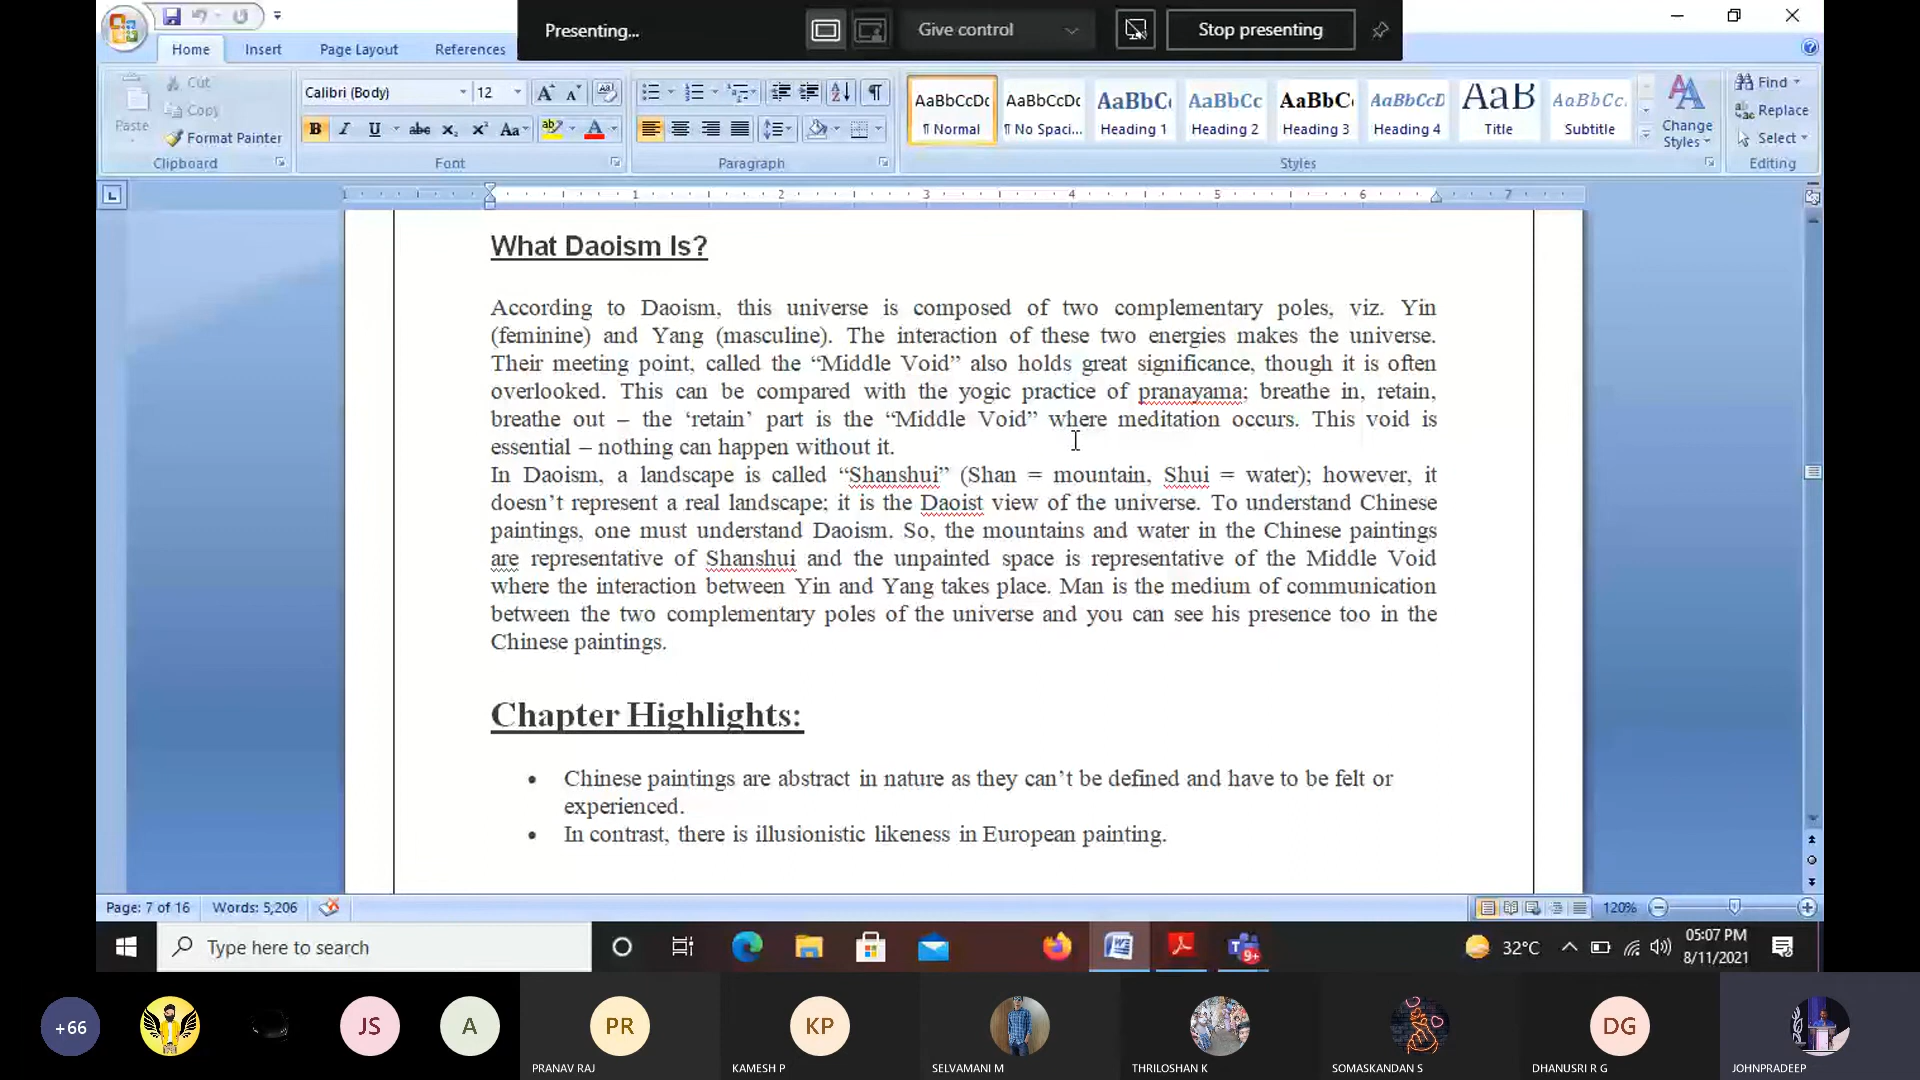 Presenting...
Give control
Stop presenting
Home
Insert
Page Layout
References
Paste
Cut
Copy
Format Painter
Clipboard
Calibri (Body)
12
Font
Paragraph
AaBbCcDc
¶ Normal
AaBbCcDc
¶ No Spaci...
AaBbC
Heading 1
AaBbCc
Heading 2
AaBbC
Heading 3
AaBbCcD
Heading 4
AaB
Title
AaBbCc.
Subtitle
Change
Styles
Styles
Find
Replace
Select
Editing
1 1 2 3 4 5 6 7
What Daoism Is?
According to Daoism, this universe is composed of two complementary poles, viz. Yin
(feminine) and Yang (masculine). The interaction of these two energies makes the universe.
Their meeting point, called the “Middle Void” also holds great significance, though it is often
overlooked. This can be compared with the yogic practice of pranayama; breathe in, retain,
breathe out – the ‘retain’ part is the “Middle Void” where meditation occurs. This void is
essential – nothing can happen without it.
In Daoism, a landscape is called “Shanshui” (Shan = mountain, Shui = water); however, it
doesn’t represent a real landscape; it is the Daoist view of the universe. To understand Chinese
paintings, one must understand Daoism. So, the mountains and water in the Chinese paintings
are representative of Shanshui and the unpainted space is representative of the Middle Void
where the interaction between Yin and Yang takes place. Man is the medium of communication
between the two complementary poles of the universe and you can see his presence too in the
Chinese paintings.
Chapter Highlights:
• Chinese paintings are abstract in nature as they can’t be defined and have to be felt or
experienced.
• In contrast, there is illusionistic likeness in European painting.
Page: 7 of 16
Words: 5,206
120%
Type here to search
9+
32°C
05:07 PM
8/11/2021
+66
JS
A
PR
PRANAV RAJ
KP
KAMESH P
SELVAMANI M
THRILOSHAN K
SOMASKANDAN S
DG
DHANUSRI R G
JOHNPRADEEP